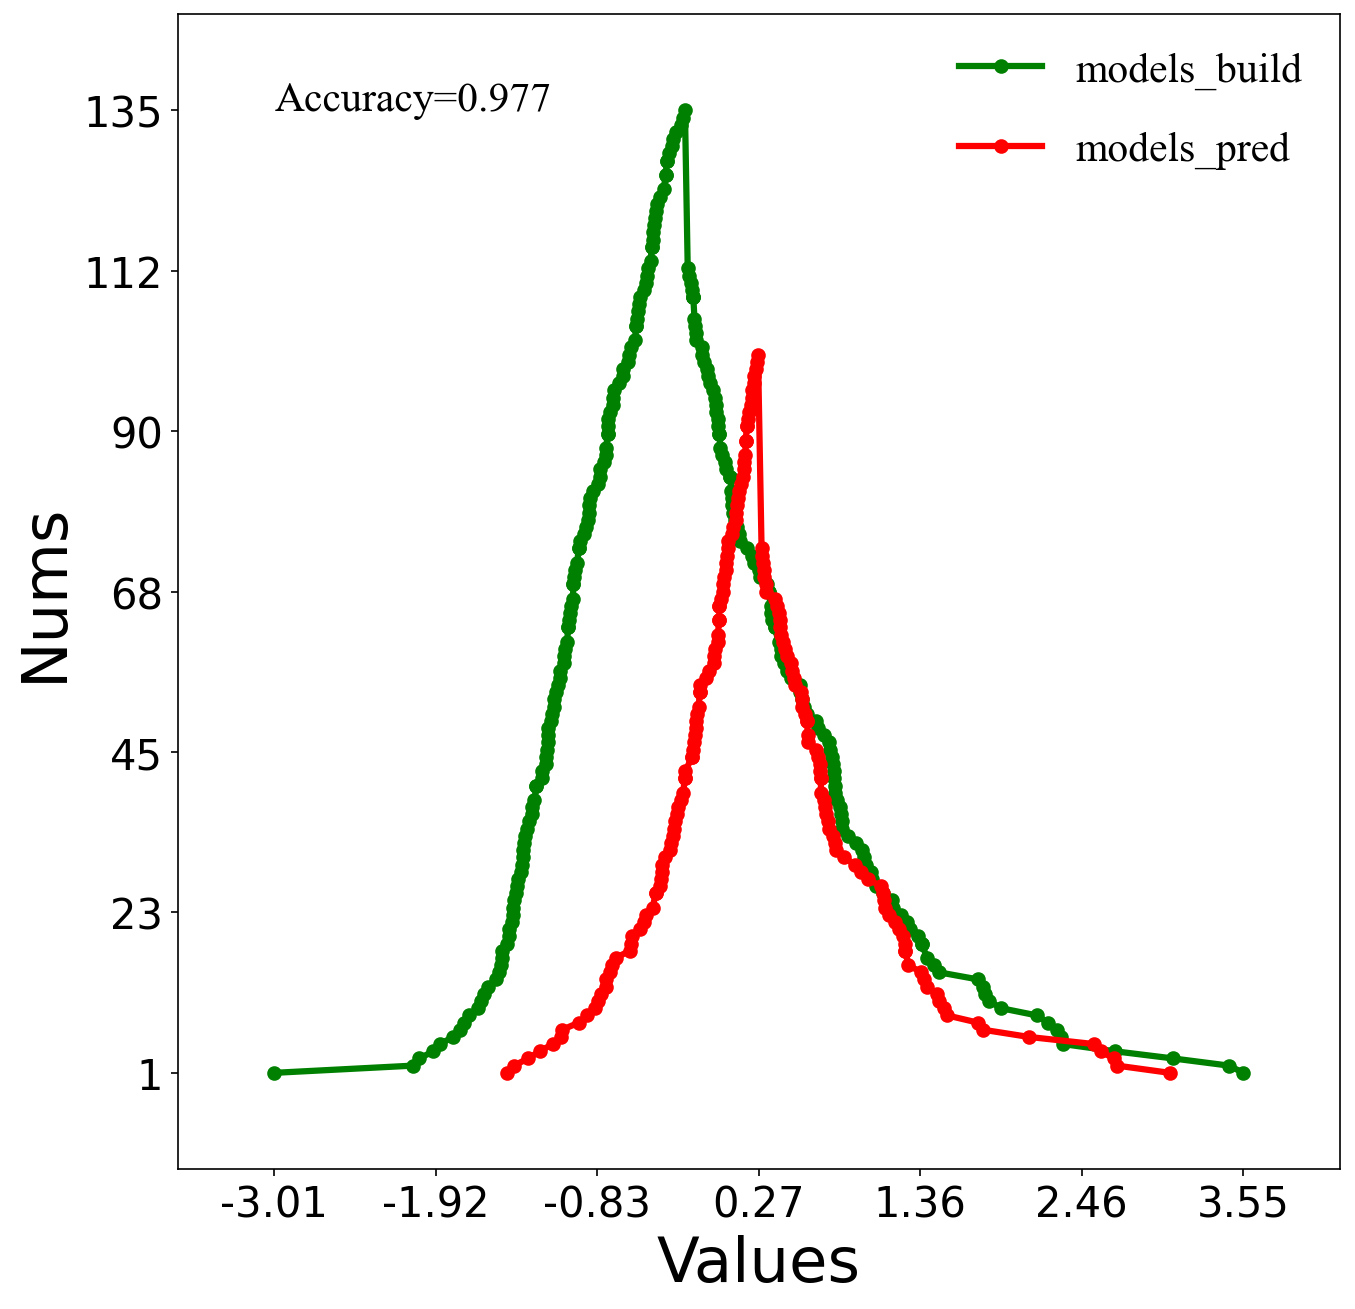 models_build
Accuracy=0.977
models_pred
135
112
90
68
45
23
1
Nums
-3.01 -1.92 -0.83 0.27 1.36 2.46 3.55
Values